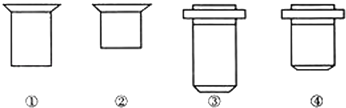 ① ② ③ ④